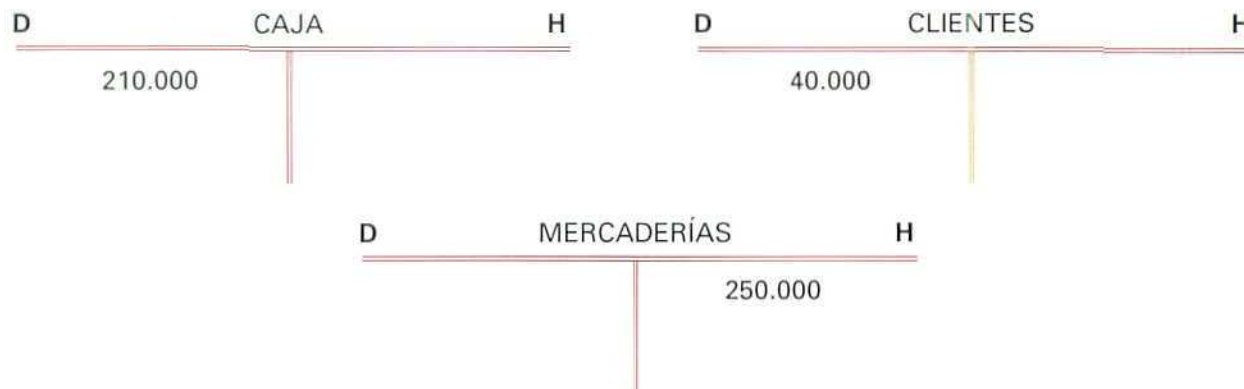 D CAJA H D CLIENTES H
210.000 40.000
D MERCADERÍAS H
250.000